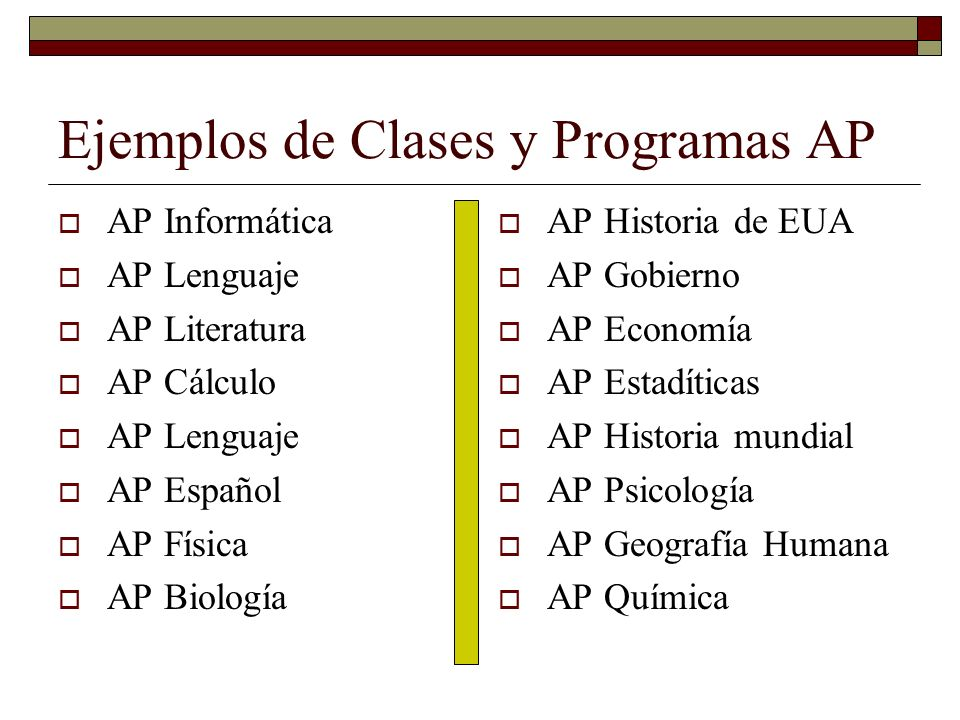 Ejemplos de Clases y Programas AP
AP Informática
AP Lenguaje
AP Literatura
AP Cálculo
AP Lenguaje
AP Español
AP Física
AP Biología
AP Historia de EUA
AP Gobierno
AP Economía
AP Estadíticas
AP Historia mundial
AP Psicología
AP Geografía Humana
AP Química